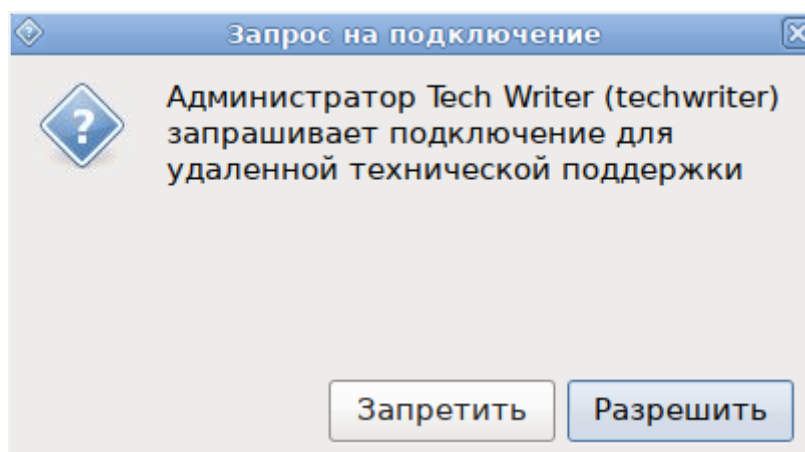 Запрос на подключение
Администратор Tech Writer (techwriter)
запрашивает подключение для
удаленной технической поддержки
Запретить Разрешить